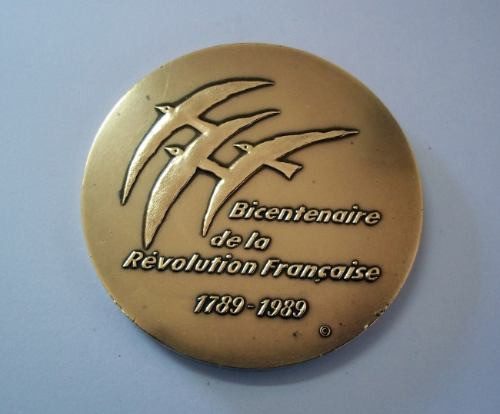 Bicentenaire
de la
Révolution Française
1789-1989
©